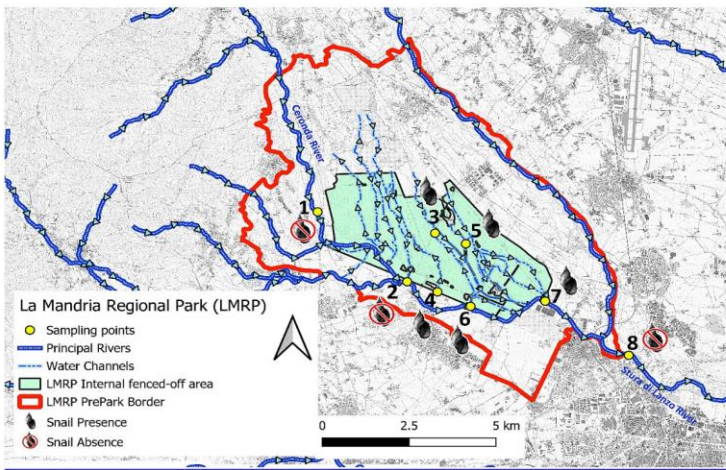 Ceronda River
1
3
5
2
4
6
7
8
Stura di Lanzo River
La Mandria Regional Park (LMRP)
Sampling points
Principal Rivers
Water Channels
LMRP Internal fenced-off area
LMRP PrePark Border
Snail Presence
Snail Absence
0 2.5 5 km